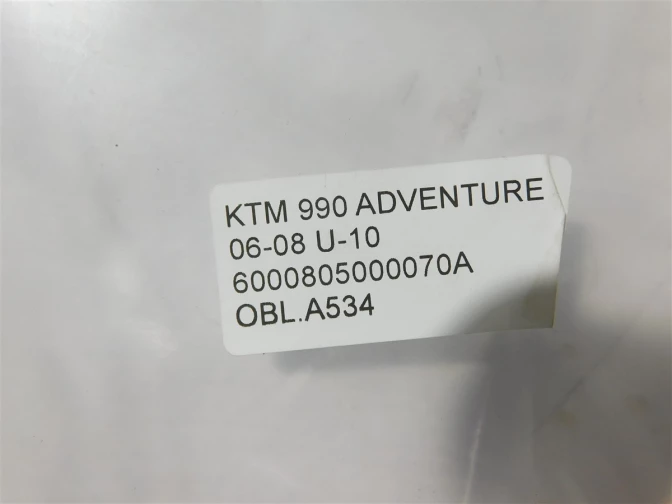 KTM 990 ADVENTURE
06-08 U-10
6000805000070A
OBL.A534